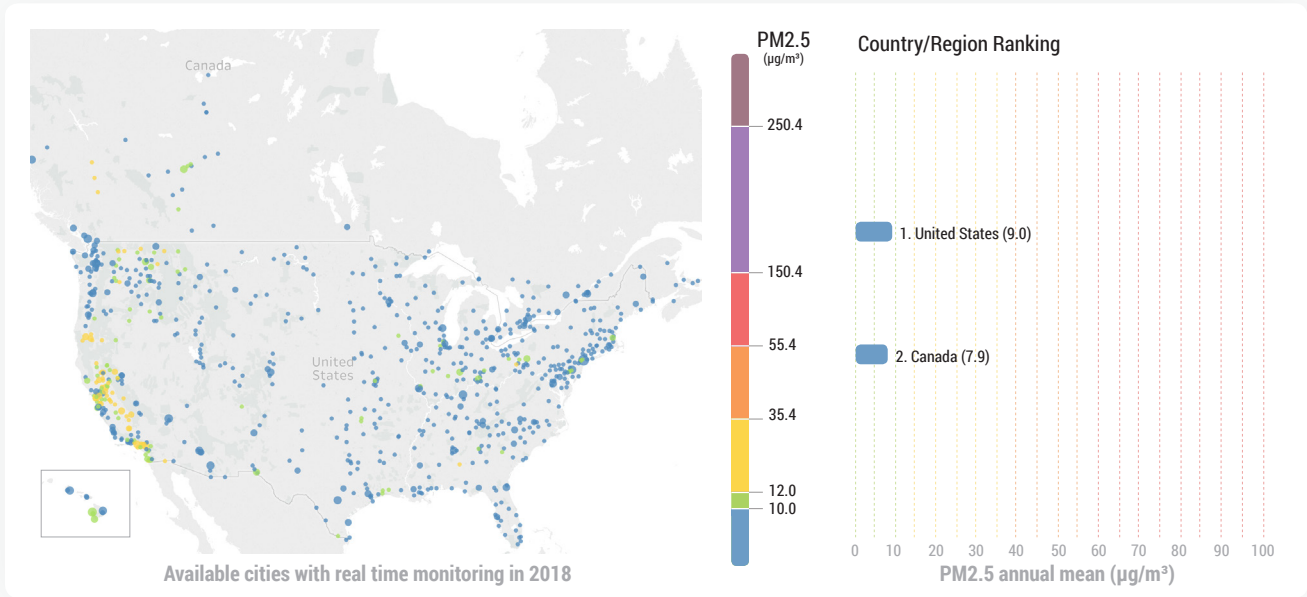 Canada
United
States
Available cities with real time monitoring in 2018
PM2.5
(µg/m³)
250.4
150.4
55.4
35.4
12.0
10.0
Country/Region Ranking
1. United States (9.0)
2. Canada (7.9)
0 10 20 30 40 50 60 70 80 90 100
PM2.5 annual mean (µg/m³)